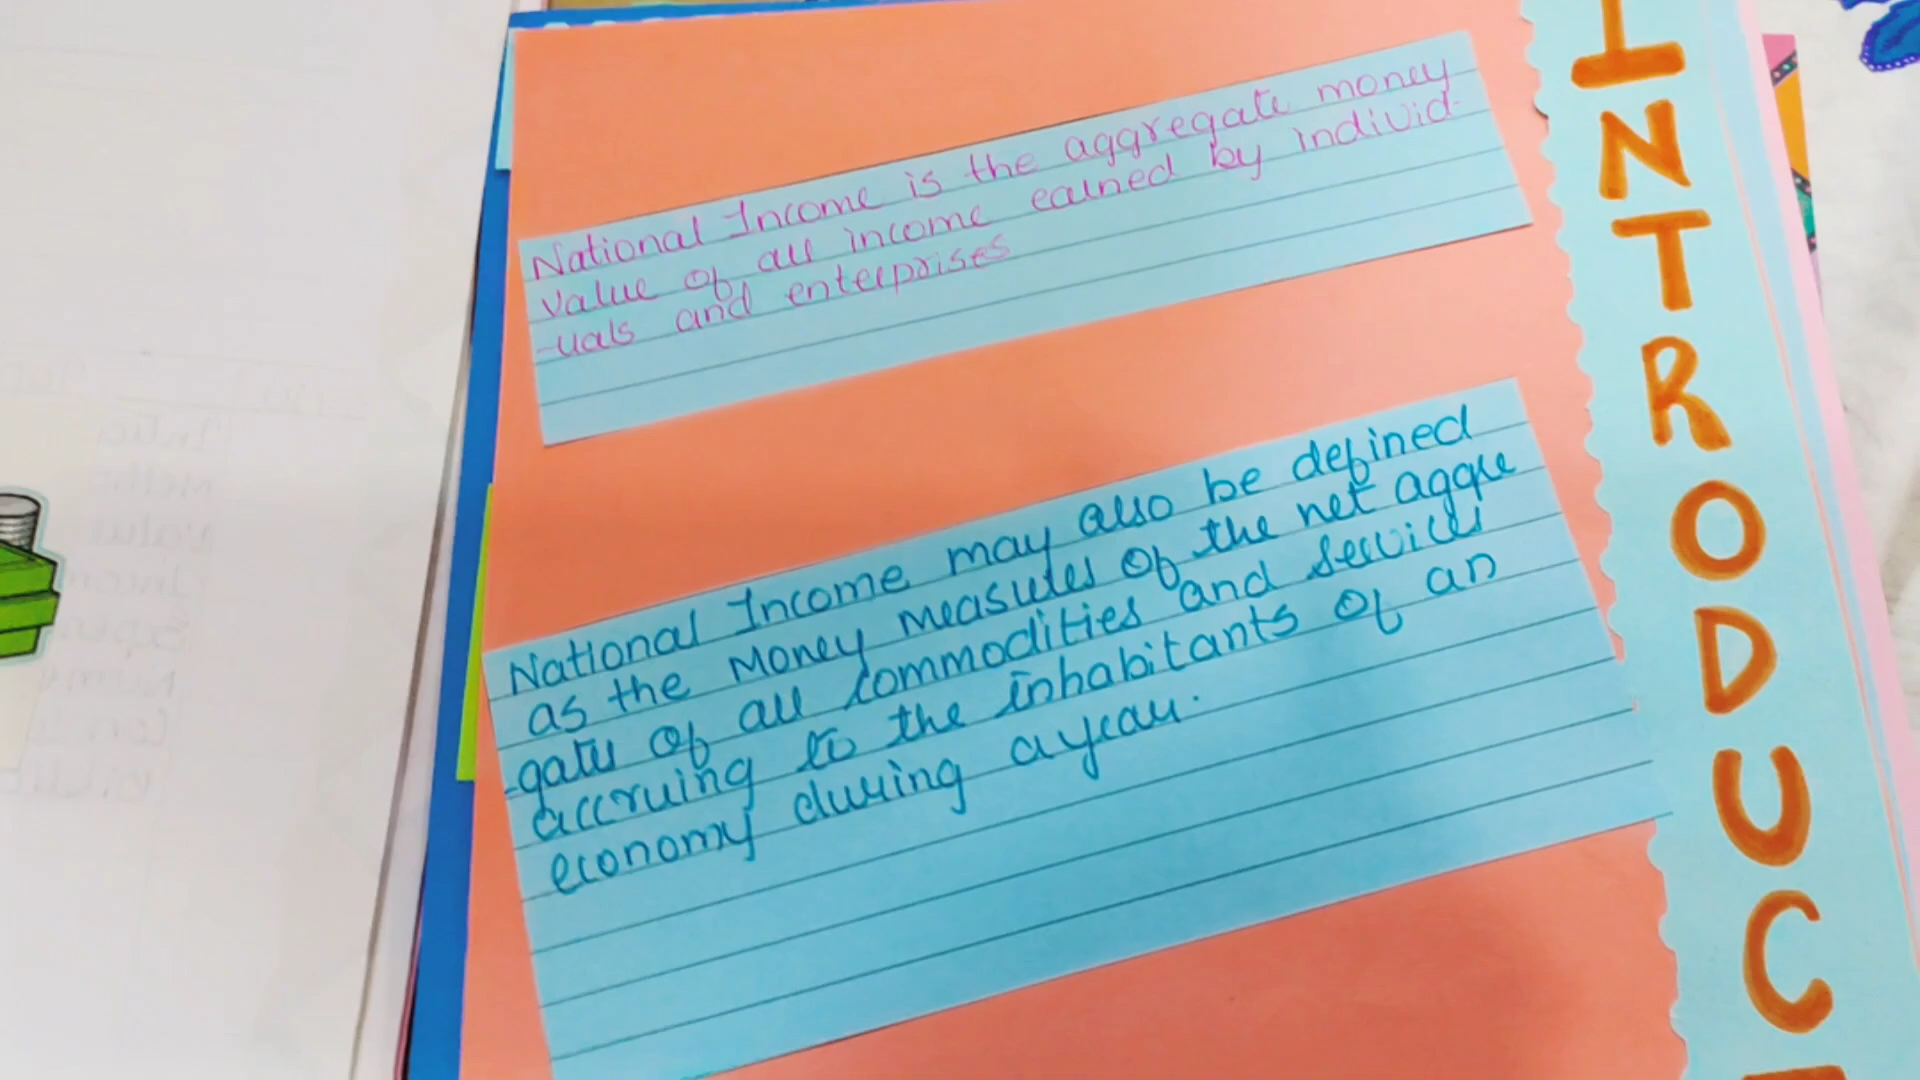 National Income is the aggregate money
value of all income earned by individ-
-uals and enterprises
National Income may also be defined
as the Money measures of the net aggre
-gate of all commodities and services
accruing to the inhabitants of an
economy during a year.
INTRODUC